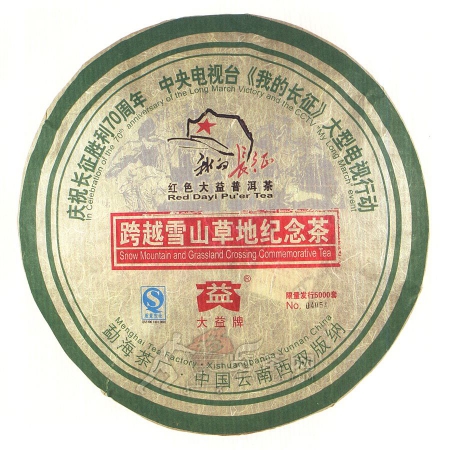 庆祝长征胜利70周年 中央电视台《我的长征》大型电视行动
In Celebration of the 70th anniversary of the Long March Victory and the CCTV "My Long March" event
我的长征
红色大益普洱茶
Red Dayi Pu'er Tea
跨越雪山草地纪念茶
Snow Mountain and Grassland Crossing Commemorative Tea
益
大益牌
限量发行5000套
No.
Menghai Tea Factory · Xishuangbanna Yunnan China
勐海茶厂 中国云南西双版纳